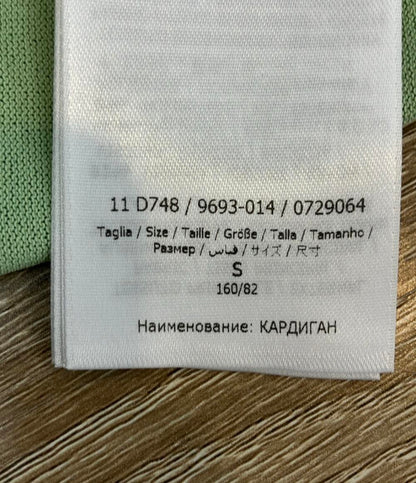 11 D748 / 9693-014 / 0729064
Taglia / Size / Taille / Größe / Talla / Tamanho /
Размер / قياس / サイズ / 尺寸
S
160/82
Наименование: КАРДИГАН